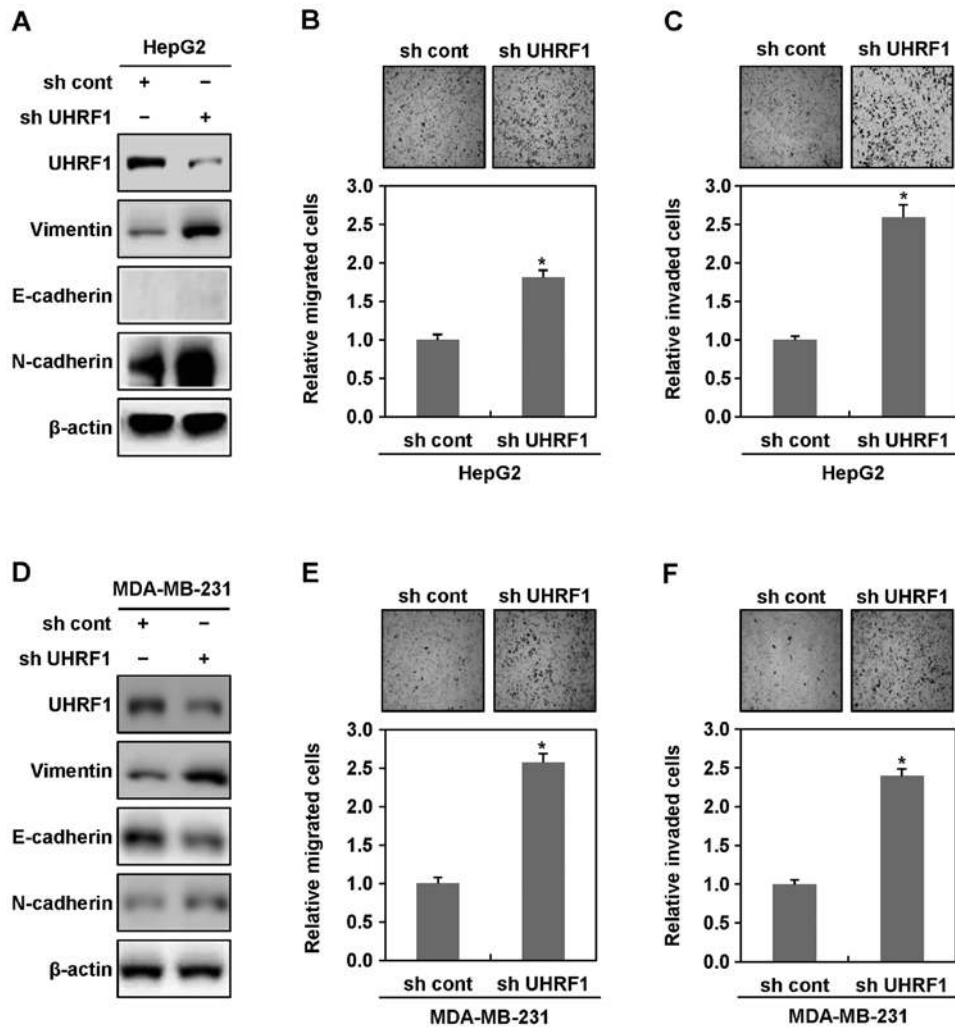 A
HepG2
sh cont + –
sh UHRF1 – +
UHRF1
Vimentin
E-cadherin
N-cadherin
β-actin
B
sh cont sh UHRF1
Relative migrated cells
3.0
2.5
2.0
1.5
1.0
0.5
0.0
*
sh cont sh UHRF1
HepG2
C
sh cont sh UHRF1
Relative invaded cells
3.0
2.5
2.0
1.5
1.0
0.5
0.0
*
sh cont sh UHRF1
HepG2
D
MDA-MB-231
sh cont + –
sh UHRF1 – +
UHRF1
Vimentin
E-cadherin
N-cadherin
β-actin
E
sh cont sh UHRF1
Relative migrated cells
3.0
2.5
2.0
1.5
1.0
0.5
0.0
*
sh cont sh UHRF1
MDA-MB-231
F
sh cont sh UHRF1
Relative invaded cells
3.0
2.5
2.0
1.5
1.0
0.5
0.0
*
sh cont sh UHRF1
MDA-MB-231